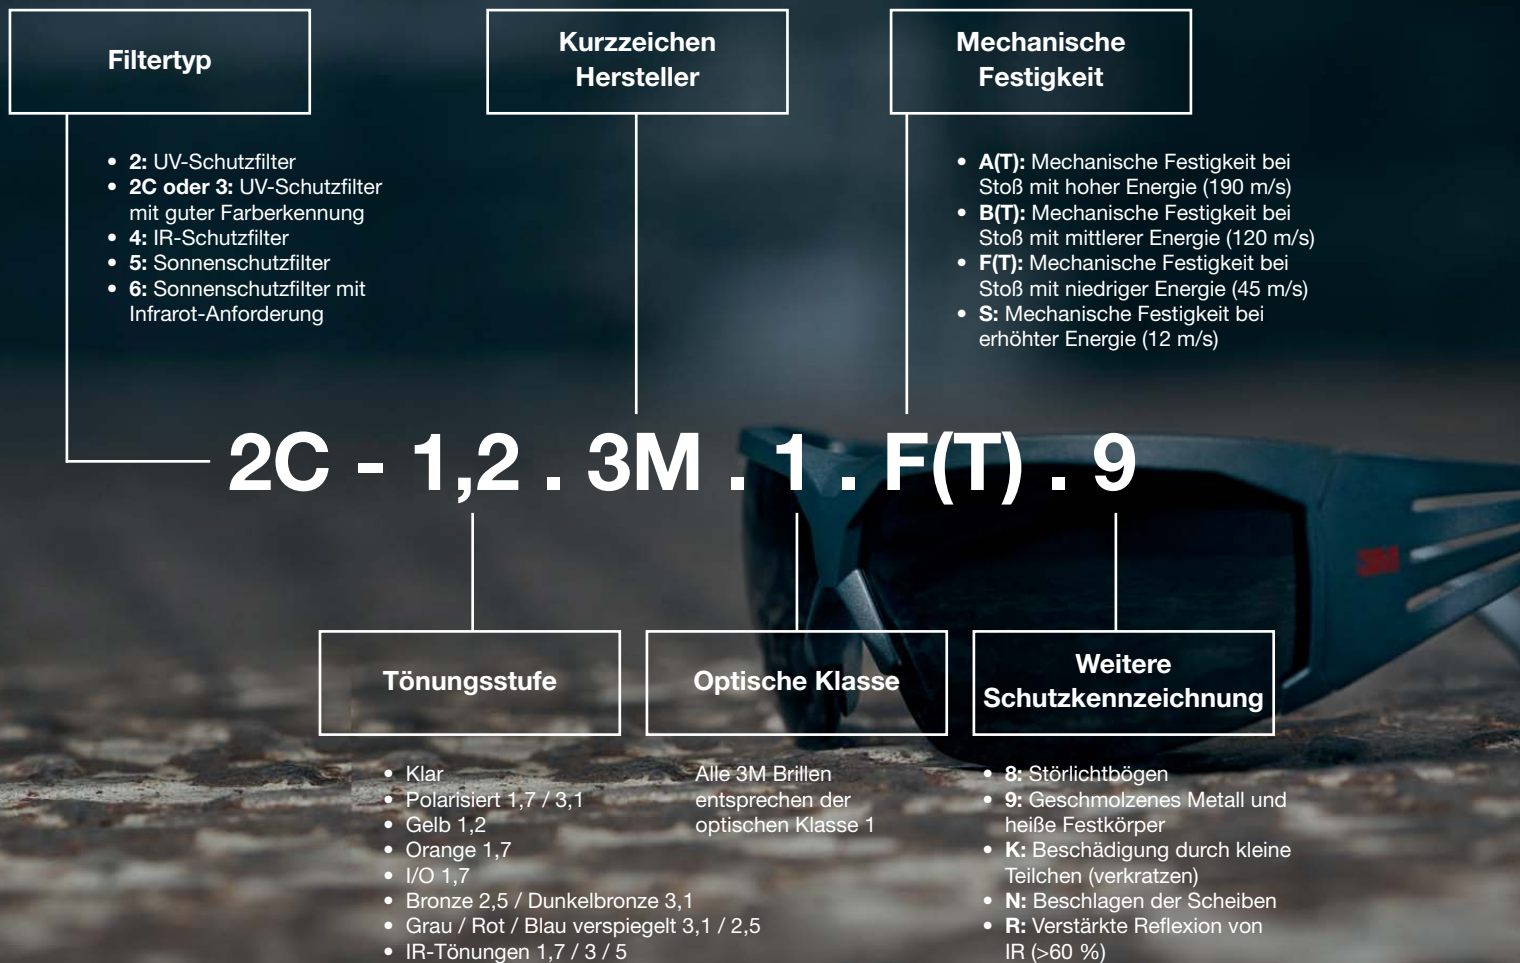 Filtertyp
• 2: UV-Schutzfilter
• 2C oder 3: UV-Schutzfilter
mit guter Farberkennung
• 4: IR-Schutzfilter
• 5: Sonnenschutzfilter
• 6: Sonnenschutzfilter mit
Infrarot-Anforderung
Kurzzeichen
Hersteller
Mechanische
Festigkeit
• A(T): Mechanische Festigkeit bei
Stoß mit hoher Energie (190 m/s)
• B(T): Mechanische Festigkeit bei
Stoß mit mittlerer Energie (120 m/s)
• F(T): Mechanische Festigkeit bei
Stoß mit niedriger Energie (45 m/s)
• S: Mechanische Festigkeit bei
erhöhter Energie (12 m/s)
2C - 1,2 . 3M . 1 . F(T) . 9
3M
Tönungsstufe
• Klar
• Polarisiert 1,7 / 3,1
• Gelb 1,2
• Orange 1,7
• I/O 1,7
• Bronze 2,5 / Dunkelbronze 3,1
• Grau / Rot / Blau verspiegelt 3,1 / 2,5
• IR-Tönungen 1,7 / 3 / 5
Optische Klasse
Alle 3M Brillen
entsprechen der
optischen Klasse 1
Weitere
Schutzkennzeichnung
• 8: Störlichtbögen
• 9: Geschmolzenes Metall und
heiße Festkörper
• K: Beschädigung durch kleine
Teilchen (verkratzen)
• N: Beschlagen der Scheiben
• R: Verstärkte Reflexion von
IR (>60 %)